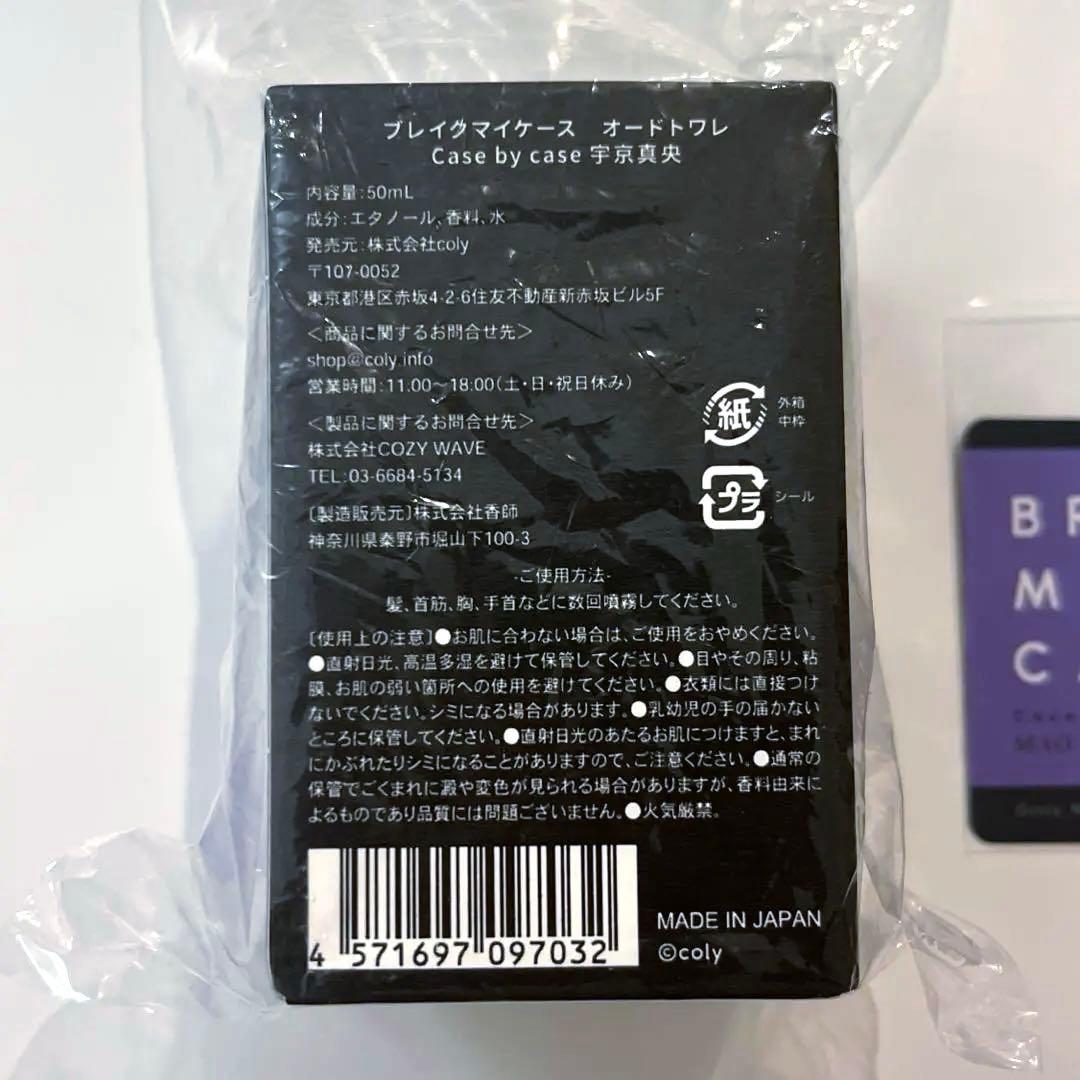 ブレイクマイケース　オードトワレ
Case by case 宇京真央
内容量:50mL
成分:エタノール、香料、水
発売元:株式会社coly
〒107-0052
東京都港区赤坂4-2-6住友不動産新赤坂ビル5F
＜商品に関するお問合せ先＞
shop@coly.info
営業時間:11:00〜18:00(土・日・祝日休み)
＜製品に関するお問合せ先＞
株式会社COZY WAVE
TEL:03-6684-5134
〔製造販売元〕株式会社香師
神奈川県秦野市堀山下100-3
紙
外箱
中枠
プラ
シール
-ご使用方法-
髪、首筋、胸、手首などに数回噴霧してください。
〔使用上の注意〕●お肌に合わない場合は、ご使用をおやめください。
●直射日光、高温多湿を避けて保管してください。●目やその周り、粘
膜、お肌の弱い箇所への使用を避けてください。●衣類には直接つけ
ないでください。シミになる場合があります。●乳幼児の手の届かない
ところに保管してください。●直射日光のあたるお肌につけますと、まれ
にかぶれたりシミになることがありますので、ご注意ください。●通常の
保管でごくまれに澱や変色が見られる場合がありますが、香料由来に
よるものであり品質には問題ございません。●火気厳禁。
4 571697 097032
MADE IN JAPAN
©coly
B
M
C